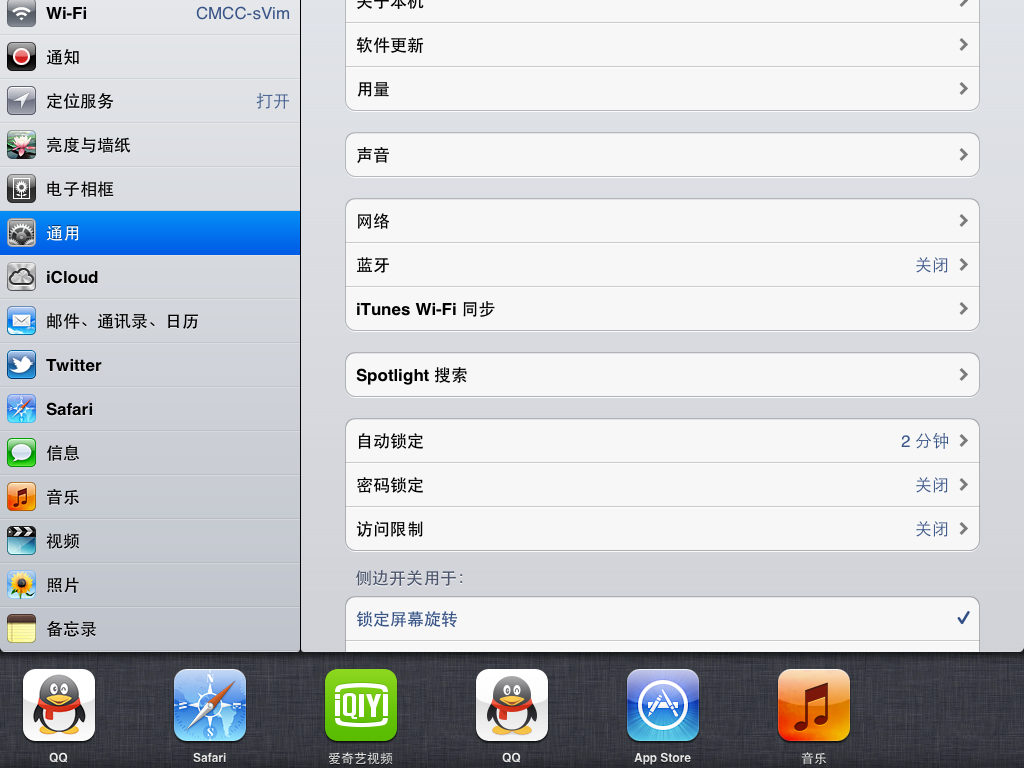 Wi-Fi CMCC-sVim
通知
定位服务 打开
亮度与墙纸
电子相框
通用
iCloud
邮件、通讯录、日历
Twitter
Safari
信息
音乐
视频
照片
备忘录
关于本机
软件更新
用量
声音
网络
蓝牙 关闭
iTunes Wi-Fi 同步
Spotlight 搜索
自动锁定 2 分钟
密码锁定 关闭
访问限制 关闭
侧边开关用于:
锁定屏幕旋转
iQIYI
QQ
Safari
爱奇艺视频
QQ
App Store
音乐